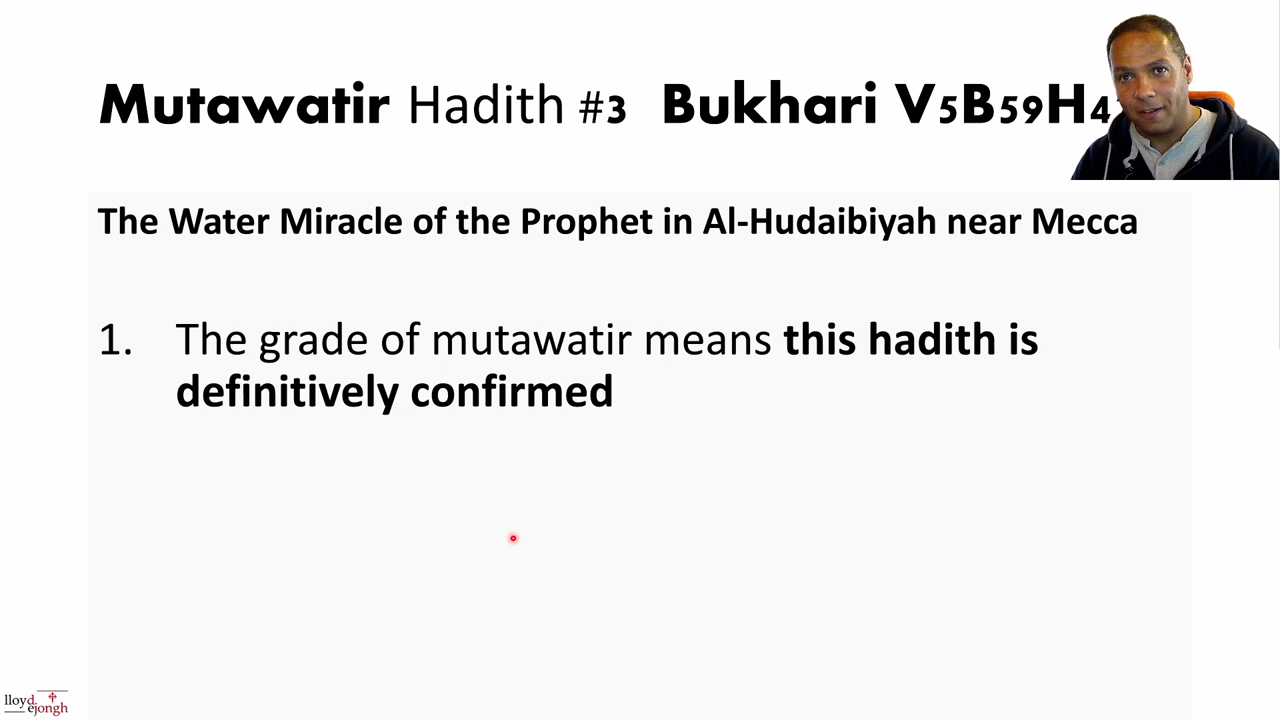 Mutawatir Hadith #3 Bukhari V5B59H4
The Water Miracle of the Prophet in Al-Hudaibiyah near Mecca
1. The grade of mutawatir means this hadith is
definitively confirmed
lloyd
dejongh